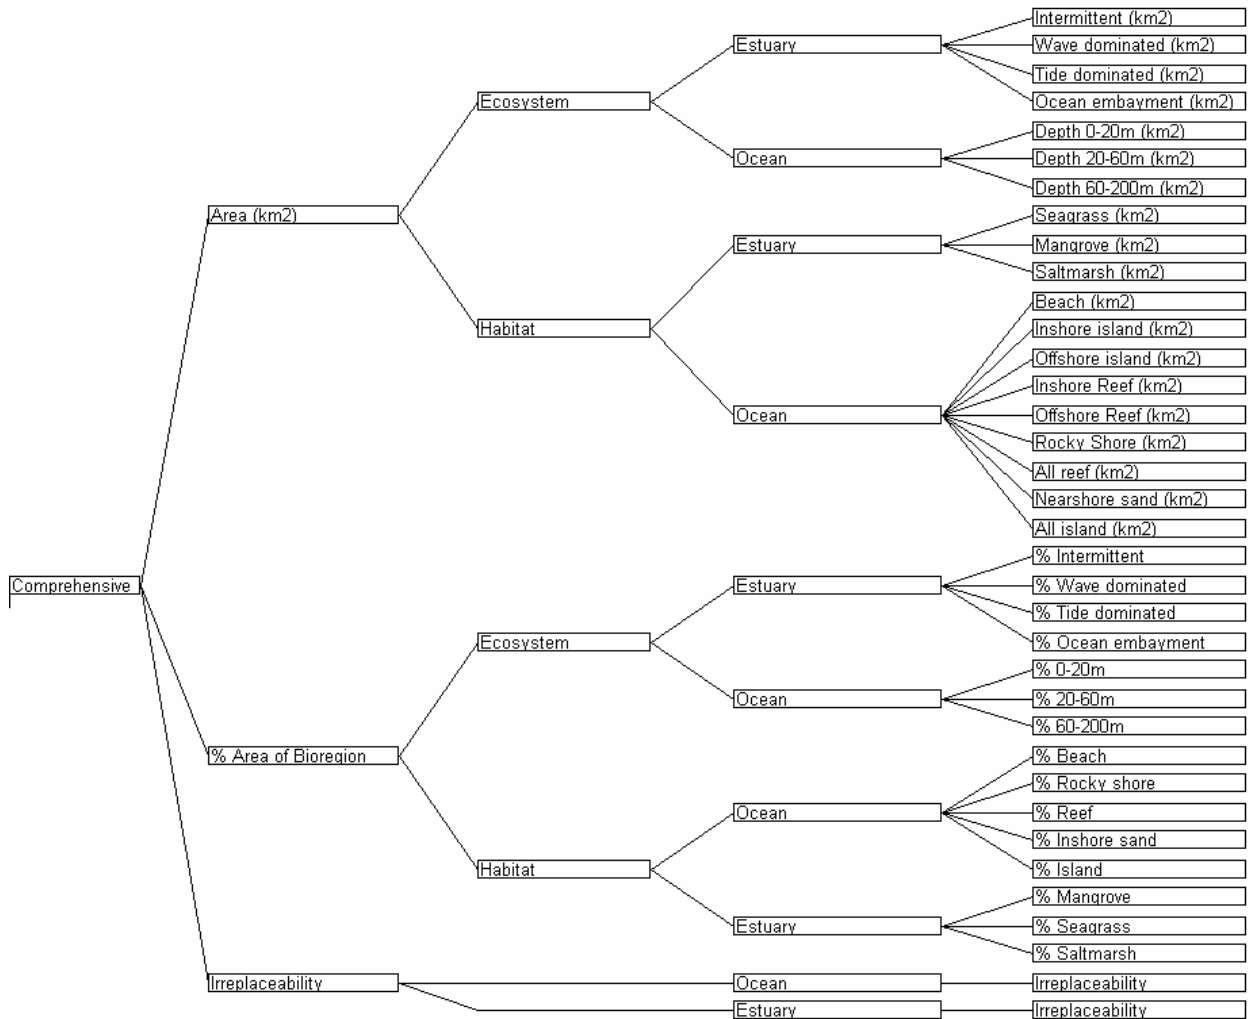 Intermittent (km2)
Estuary
Wave dominated (km2)
Tide dominated (km2)
Ecosystem
Ocean embayment (km2)
Depth 0-20m (km2)
Ocean
Depth 20-60m (km2)
Depth 60-200m (km2)
Area (km2)
Seagrass (km2)
Estuary
Mangrove (km2)
Saltmarsh (km2)
Beach (km2)
Habitat
Inshore island (km2)
Offshore island (km2)
Inshore Reef (km2)
Ocean
Offshore Reef (km2)
Rocky Shore (km2)
All reef (km2)
Nearshore sand (km2)
All island (km2)
% Intermittent
Comprehensive
Estuary
% Wave dominated
% Tide dominated
Ecosystem
% Ocean embayment
% 0-20m
Ocean
% 20-60m
% 60-200m
% Area of Bioregion
% Beach
% Rocky shore
Ocean
% Reef
% Inshore sand
Habitat
% Island
% Mangrove
Estuary
% Seagrass
% Saltmarsh
Irreplaceability
Ocean
Irreplaceability
Estuary
Irreplaceability